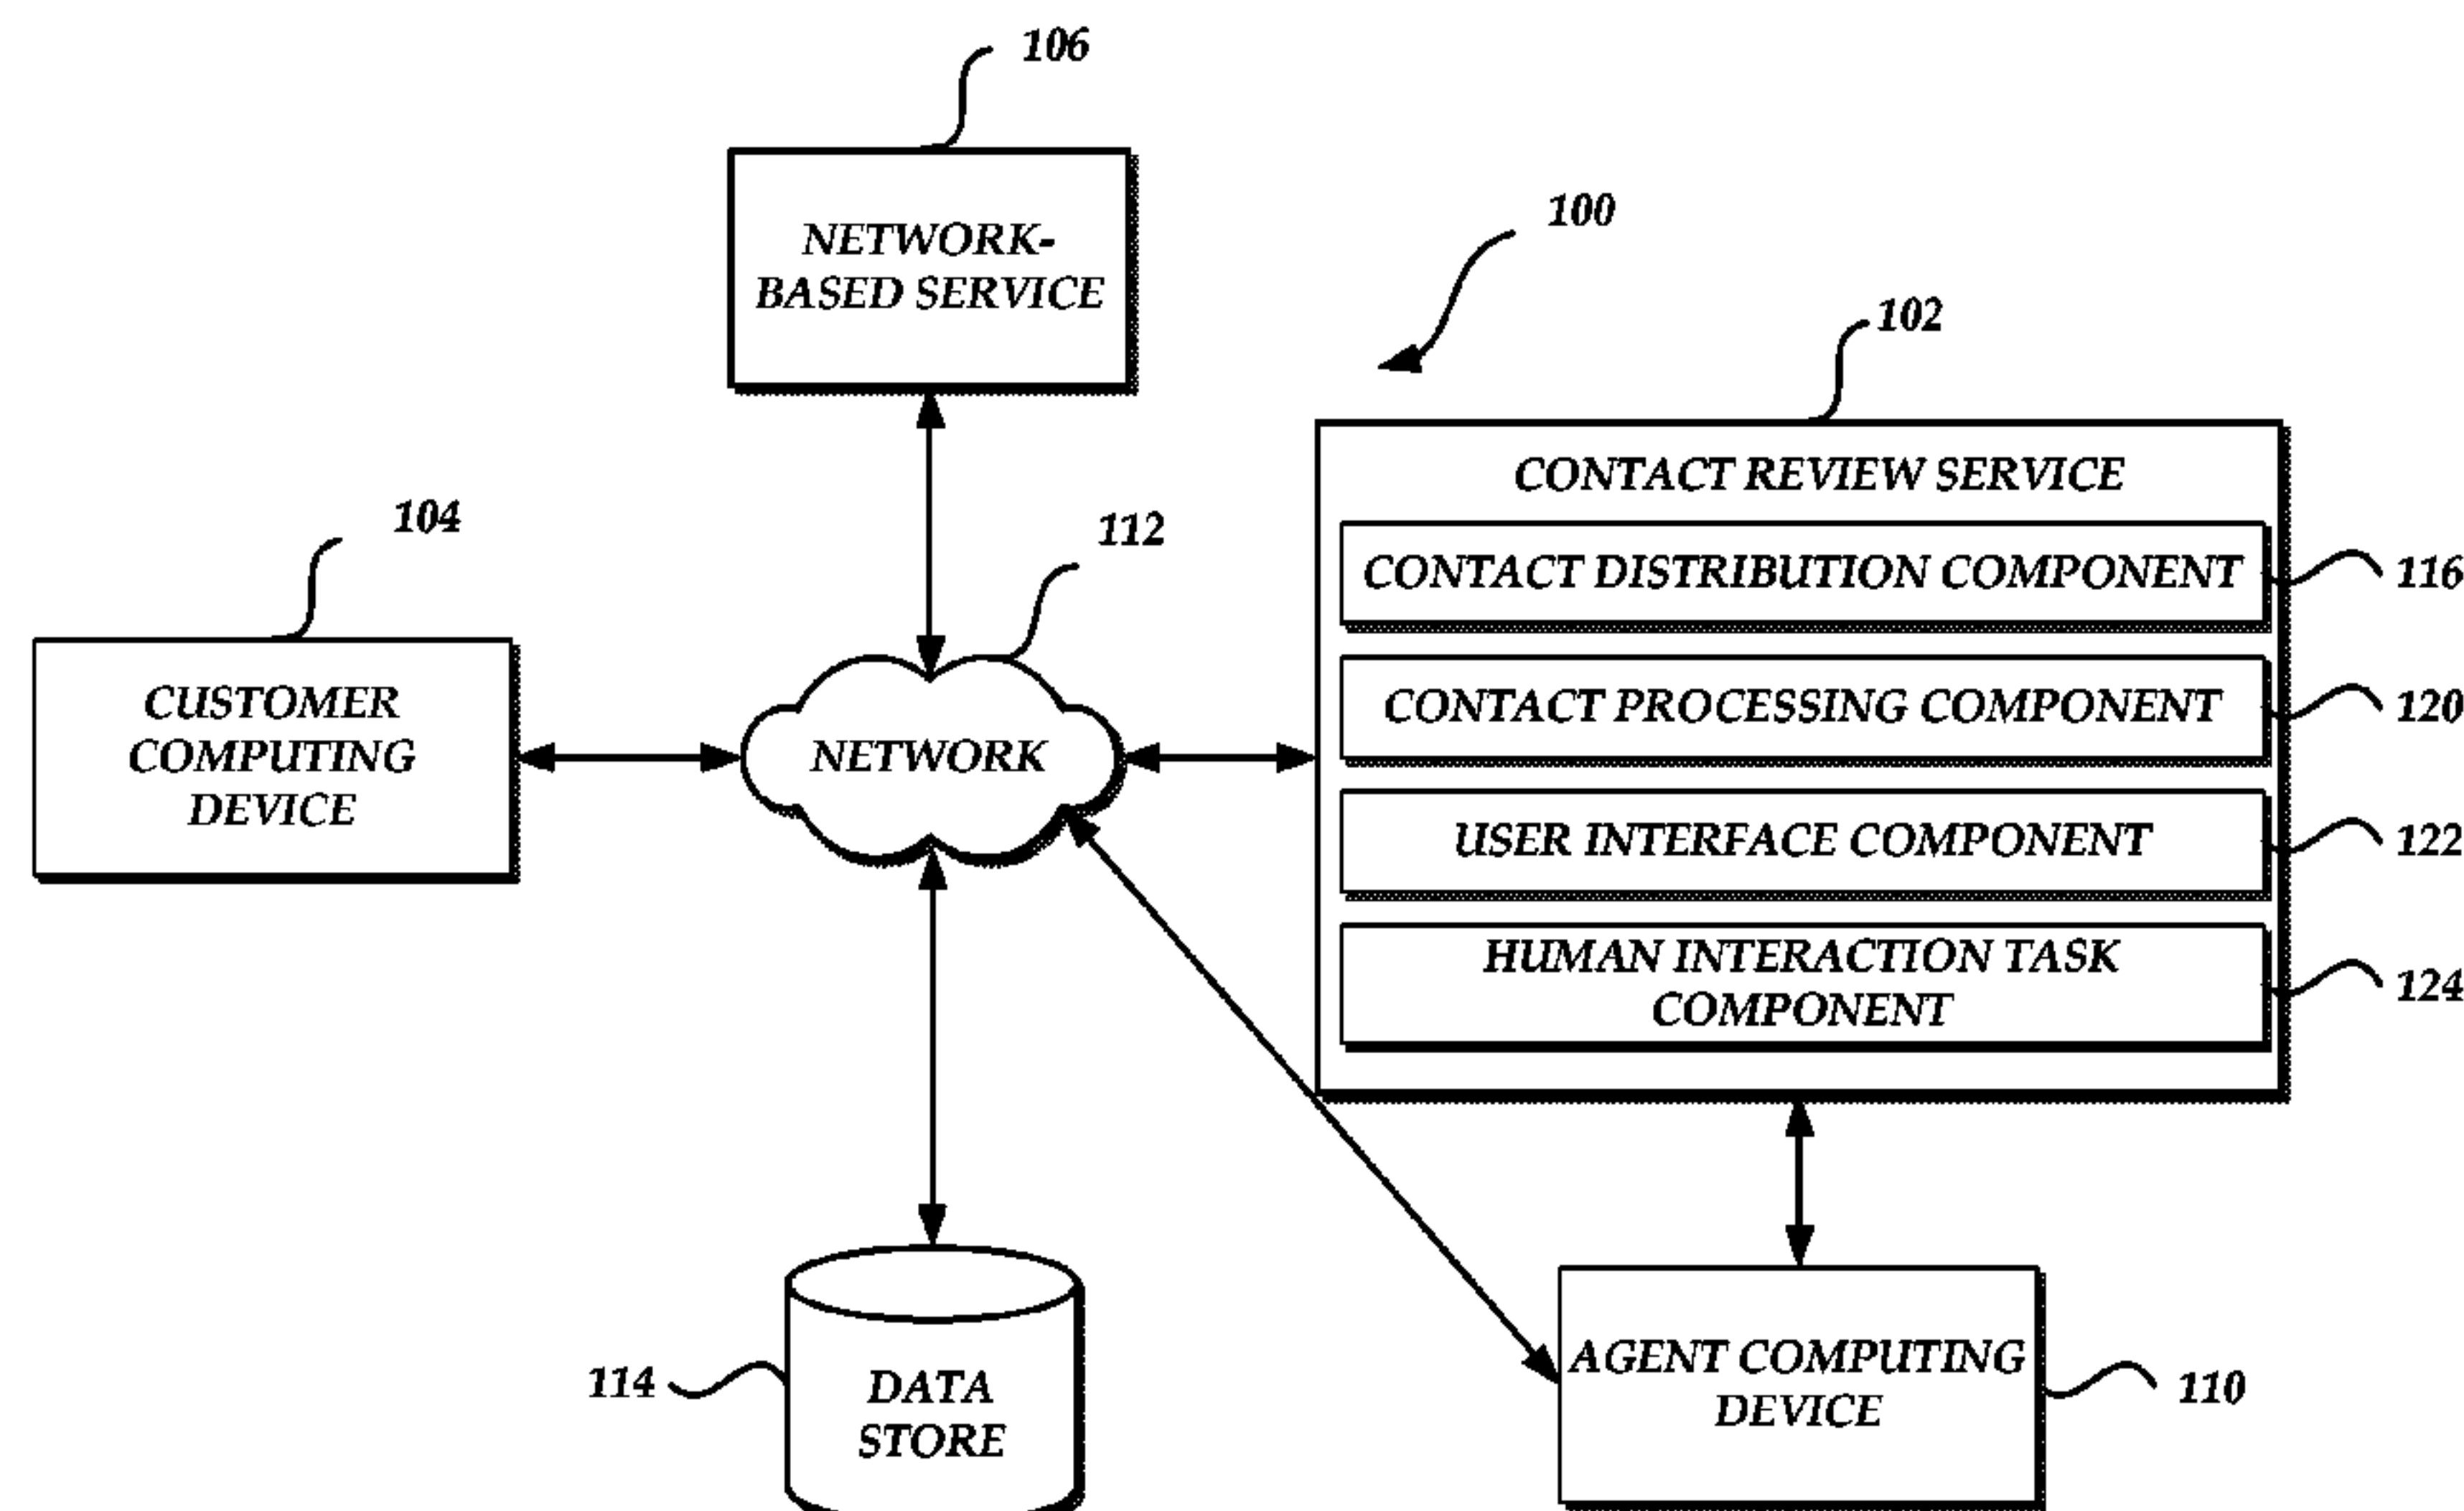 106
NETWORK-
BASED SERVICE
100
102
CONTACT REVIEW SERVICE
104
112
CONTACT DISTRIBUTION COMPONENT
116
CUSTOMER
COMPUTING
DEVICE
NETWORK
CONTACT PROCESSING COMPONENT
120
USER INTERFACE COMPONENT
122
HUMAN INTERACTION TASK
COMPONENT
124
114
DATA
STORE
AGENT COMPUTING
DEVICE
110